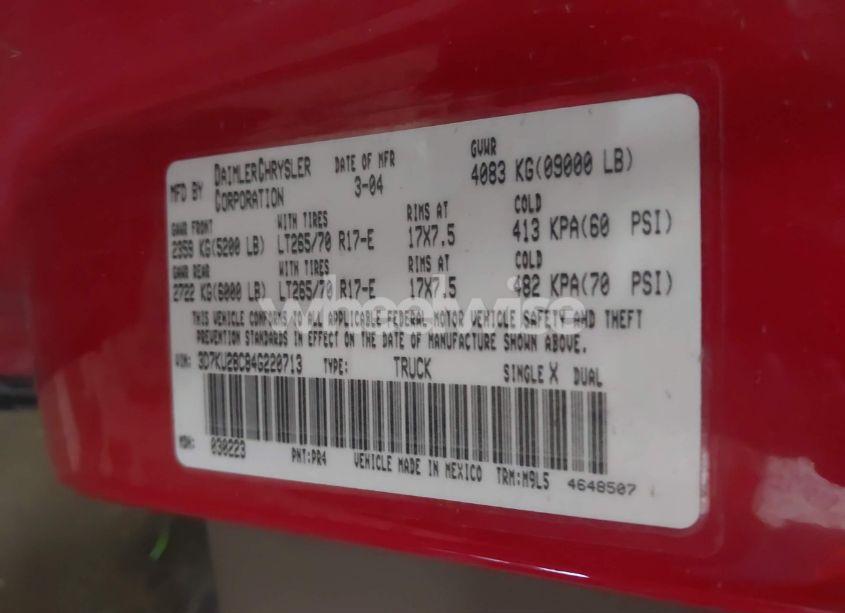 MFD BY DAIMLERCHRYSLER CORPORATION DATE OF MFR 3-04 GVWR 4083 KG(09000 LB)
GAWR FRONT WITH TIRES RIMS AT COLD
2359 KG(5200 LB) LT265/70 R17-E 17X7.5 413 KPA(60 PSI)
GAWR REAR WITH TIRES RIMS AT COLD
2722 KG(6000 LB) LT265/70 R17-E 17X7.5 482 KPA(70 PSI)
wheelwire
THIS VEHICLE CONFORMS TO ALL APPLICABLE FEDERAL MOTOR VEHICLE SAFETY AND THEFT
PREVENTION STANDARDS IN EFFECT ON THE DATE OF MANUFACTURE SHOWN ABOVE.
VIN: 3D7KU28C84G220713 TYPE: TRUCK SINGLE X DUAL
MDH: 030223 PNT:PR4 VEHICLE MADE IN MEXICO TRM:M9L5 4648507